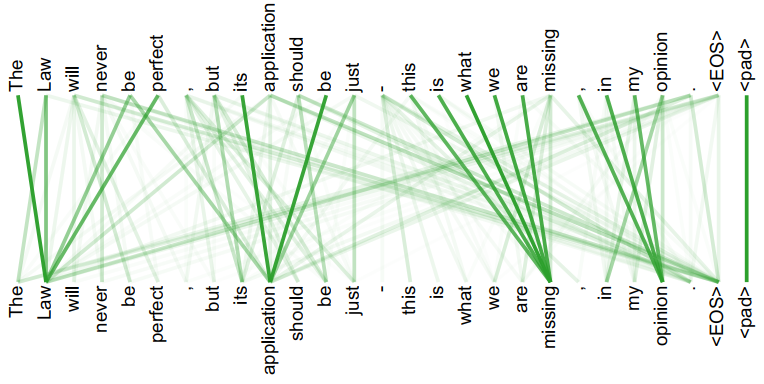 The Law will never be perfect , but its application should be just - this is what we are missing , in my opinion . <EOS> <pad>
The Law will never be perfect , but its application should be just - this is what we are missing , in my opinion . <EOS> <pad>